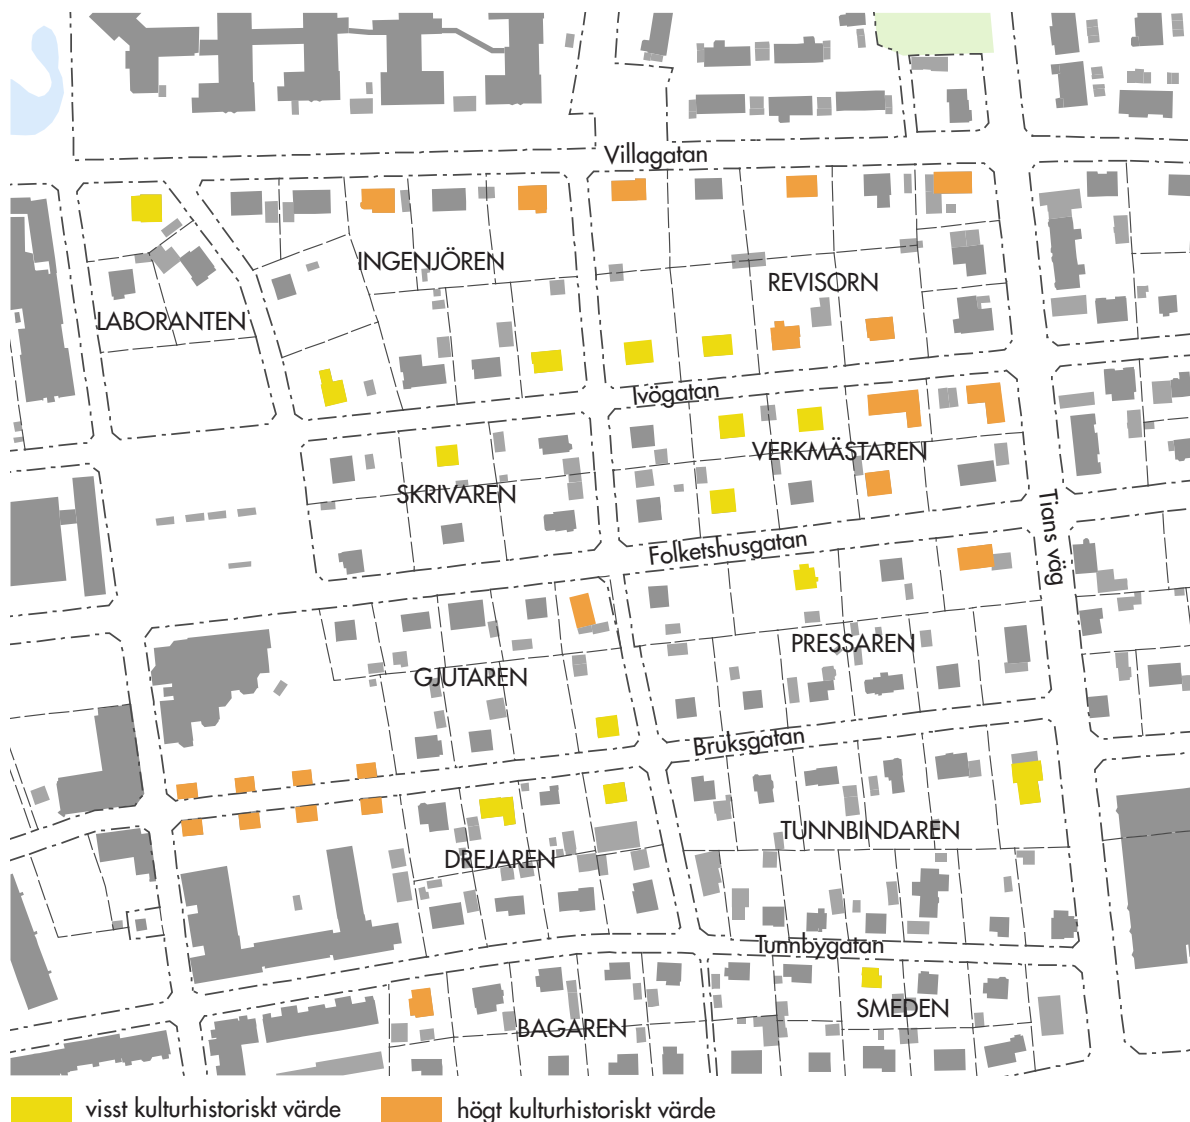 Villagatan
INGENJÖREN
REVISORN
LABORANTEN
Ivögatan
VERKMÄSTAREN
SKRIVAREN
Tians väg
Folketshusgatan
PRESSAREN
GJUTAREN
Bruksgatan
TUNNBINDAREN
DREJAREN
Tunnbygatan
SMEDEN
BAGAREN
visst kulturhistoriskt värde
högt kulturhistoriskt värde